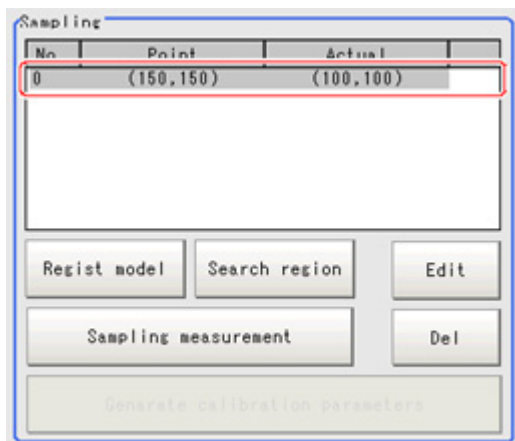 Sampling
No Point Actual
0 (150,150) (100,100)
Regist model Search region Edit
Sampling measurement Del
Generate calibration parameters